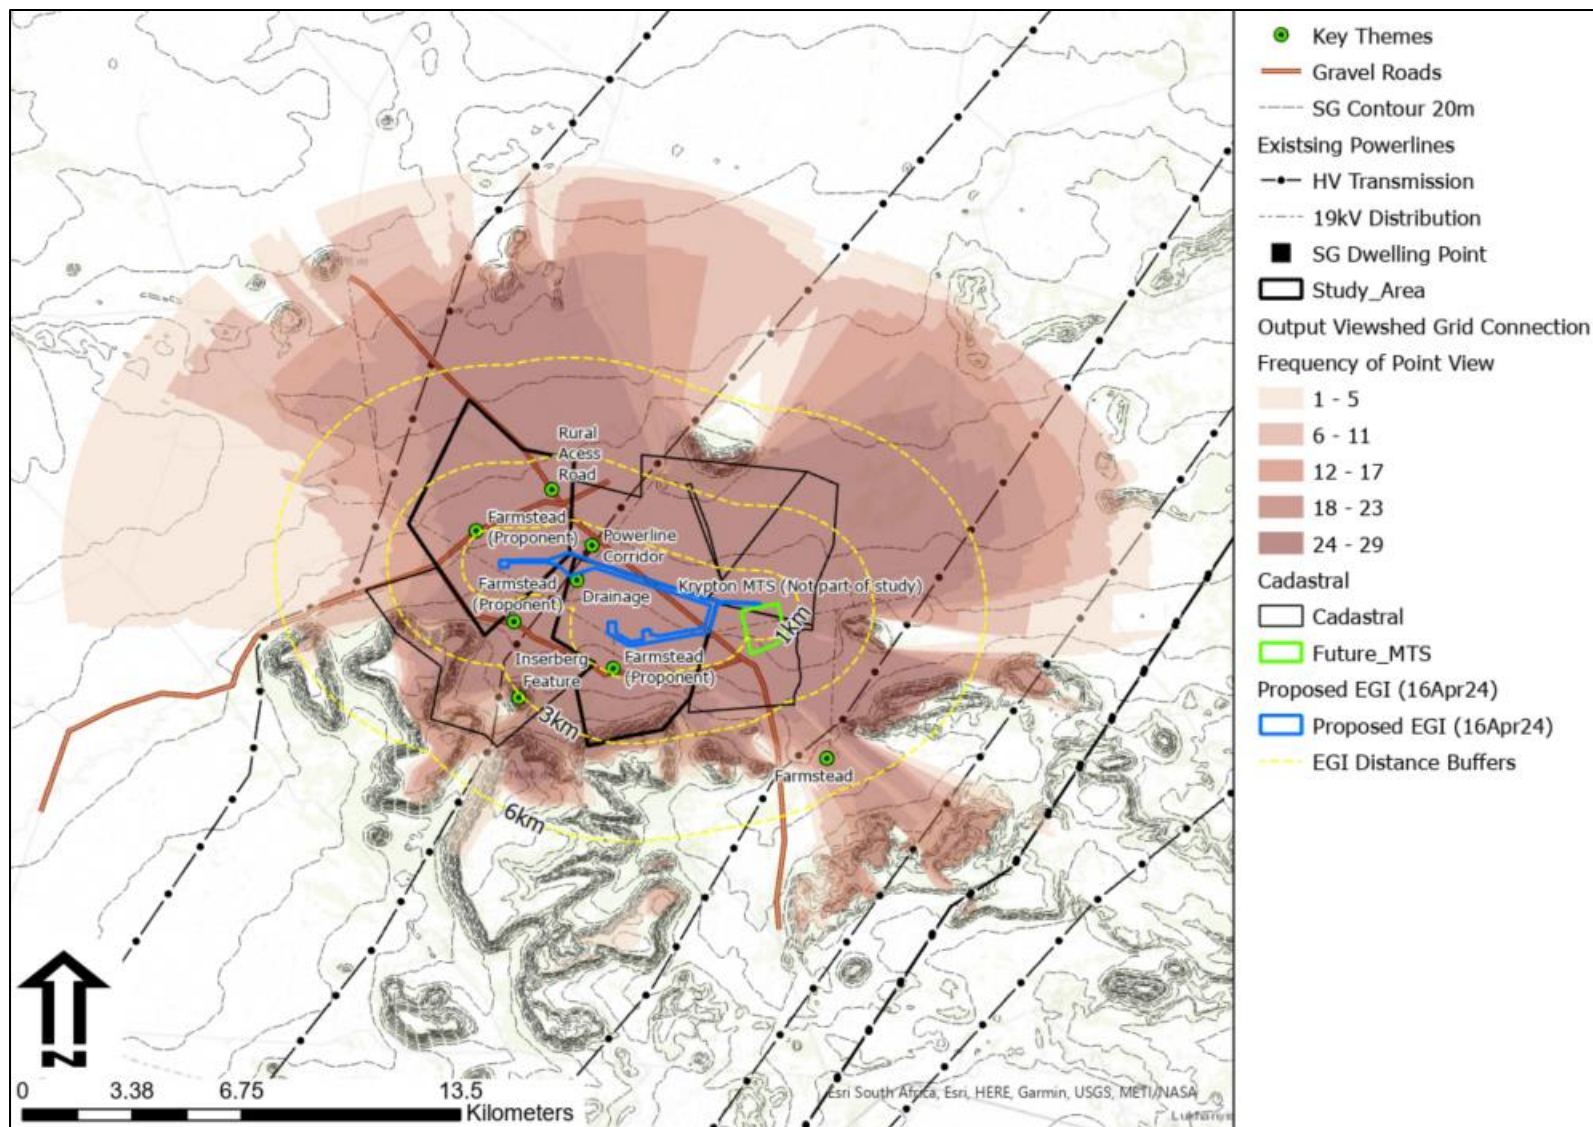 Rural
Acess
Road
Farmstead
(Proponent)
Powerline
Corridor
Farmstead
(Proponent)
Drainage
Krypton MTS (Not part of study)
1km
Inserberg
Feature
Farmstead
(Proponent)
3km
Farmstead
6km
N
0 3.38 6.75 13.5
Kilometers
Esri South Africa, Esri, HERE, Garmin, USGS, METI/NASA
Key Themes
Gravel Roads
SG Contour 20m
Existsing Powerlines
HV Transmission
19kV Distribution
SG Dwelling Point
Study_Area
Output Viewshed Grid Connection
Frequency of Point View
1 - 5
6 - 11
12 - 17
18 - 23
24 - 29
Cadastral
Cadastral
Future_MTS
Proposed EGI (16Apr24)
Proposed EGI (16Apr24)
EGI Distance Buffers